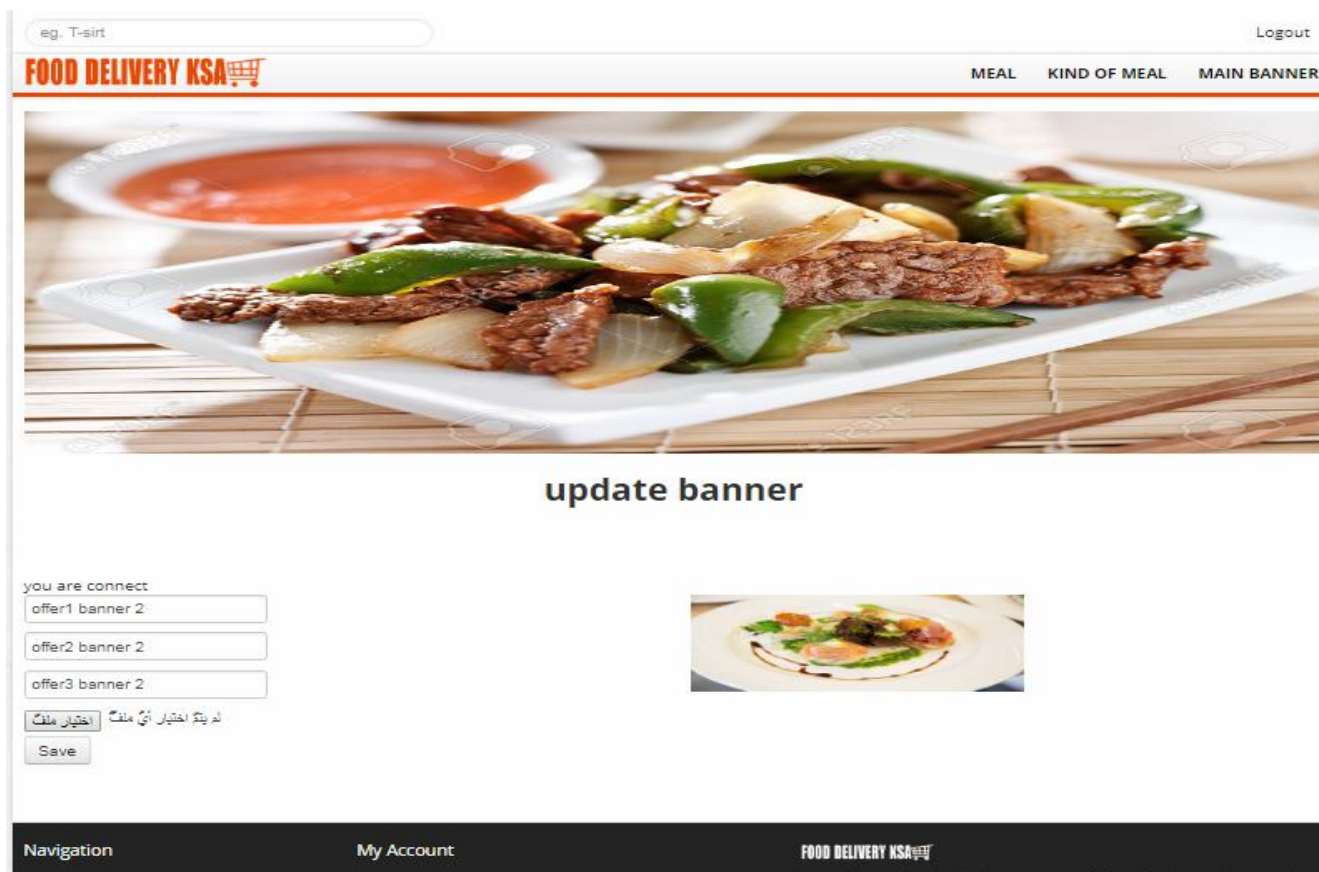 eg. T-sirt
Logout
FOOD DELIVERY KSA
MEAL KIND OF MEAL MAIN BANNER
update banner
you are connect
offer1 banner 2
offer2 banner 2
offer3 banner 2
اختيار ملفّ لم يتمّ اختيار أيّ ملفّ
Save
Navigation My Account FOOD DELIVERY KSA